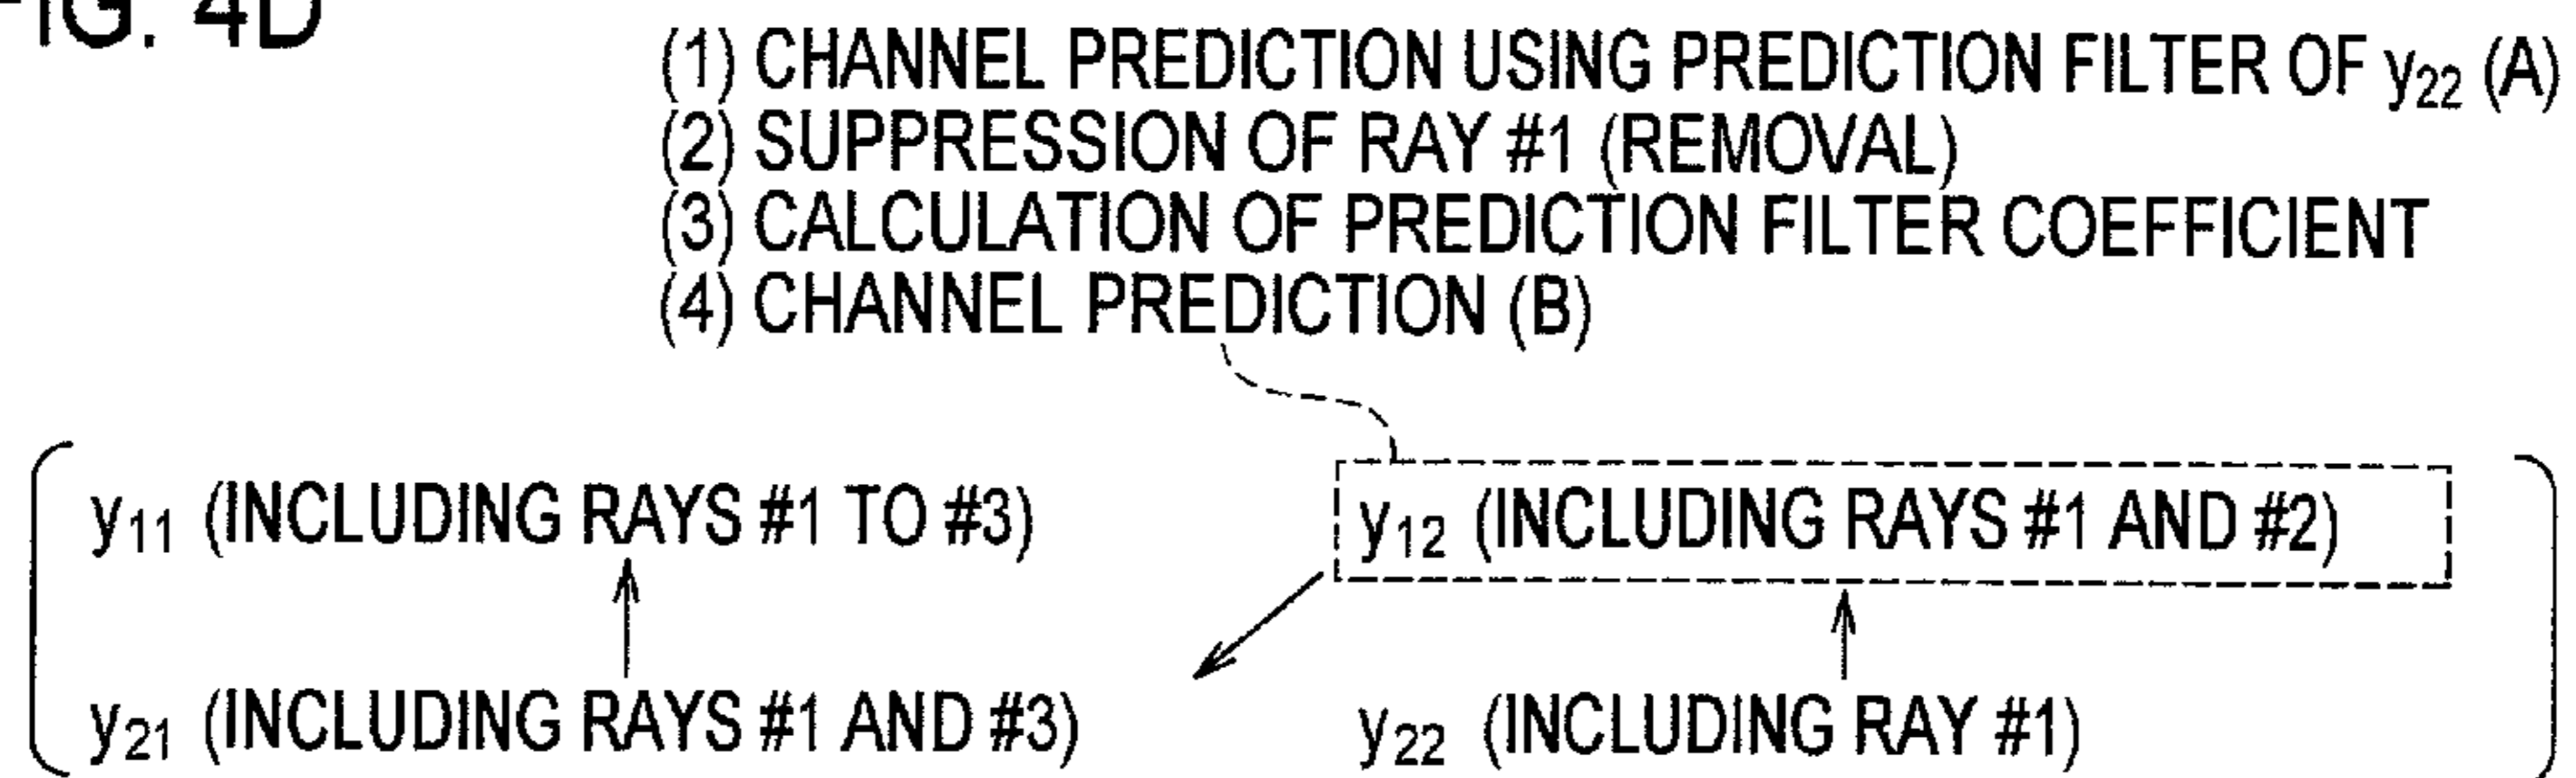 FIG. 4D
(1) CHANNEL PREDICTION USING PREDICTION FILTER OF y22 (A)
(2) SUPPRESSION OF RAY #1 (REMOVAL)
(3) CALCULATION OF PREDICTION FILTER COEFFICIENT
(4) CHANNEL PREDICTION (B)
y11 (INCLUDING RAYS #1 TO #3)
y12 (INCLUDING RAYS #1 AND #2)
y21 (INCLUDING RAYS #1 AND #3)
y22 (INCLUDING RAY #1)